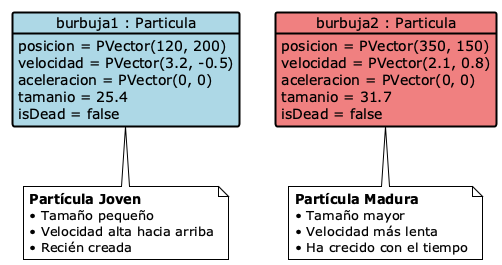 burbuja1 : Particula
posicion = PVector(120, 200)
velocidad = PVector(3.2, -0.5)
aceleracion = PVector(0, 0)
tamanio = 25.4
isDead = false
burbuja2 : Particula
posicion = PVector(350, 150)
velocidad = PVector(2.1, 0.8)
aceleracion = PVector(0, 0)
tamanio = 31.7
isDead = false
Partícula Joven
• Tamaño pequeño
• Velocidad alta hacia arriba
• Recién creada
Partícula Madura
• Tamaño mayor
• Velocidad más lenta
• Ha crecido con el tiempo